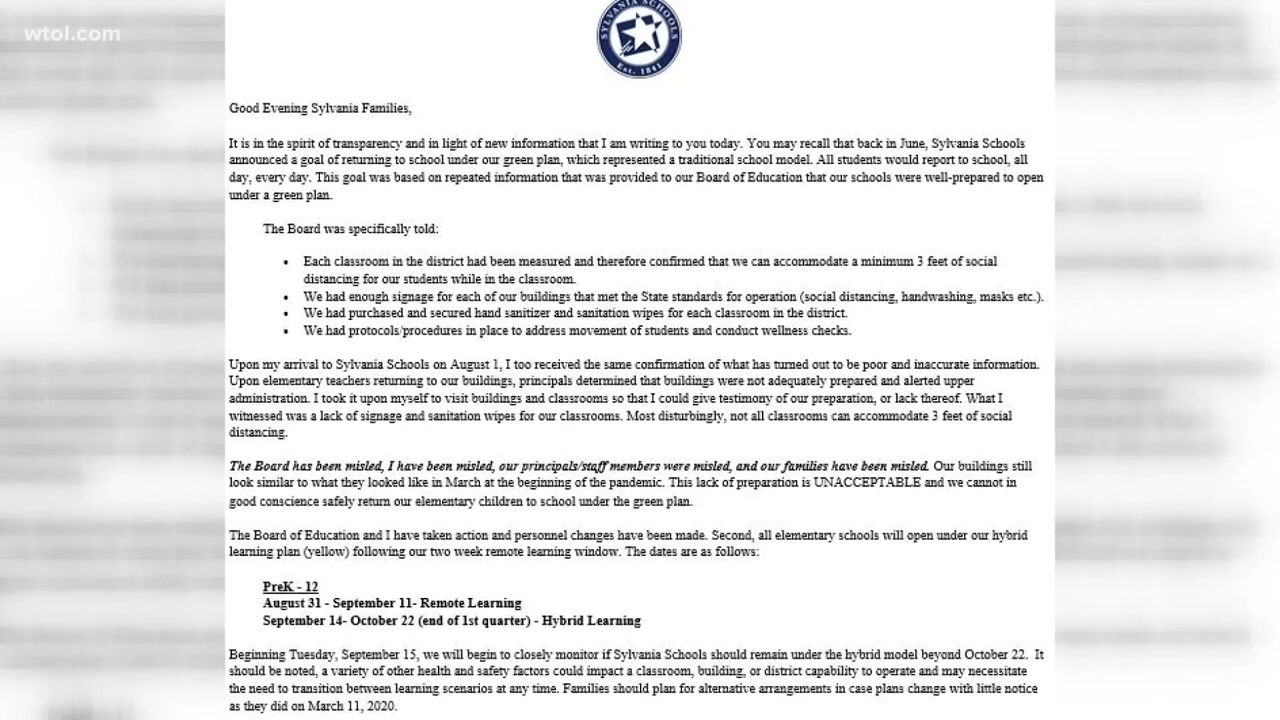 wtol.com
SYLVANIA SCHOOLS
Est. 1841
Good Evening Sylvania Families,
It is in the spirit of transparency and in light of new information that I am writing to you today. You may recall that back in June, Sylvania Schools
announced a goal of returning to school under our green plan, which represented a traditional school model. All students would report to school, all
day, every day. This goal was based on repeated information that was provided to our Board of Education that our schools were well-prepared to open
under a green plan.
The Board was specifically told:
• Each classroom in the district had been measured and therefore confirmed that we can accommodate a minimum 3 feet of social
distancing for our students while in the classroom.
• We had enough signage for each of our buildings that met the State standards for operation (social distancing, handwashing, masks etc.).
• We had purchased and secured hand sanitizer and sanitation wipes for each classroom in the district.
• We had protocols/procedures in place to address movement of students and conduct wellness checks.
Upon my arrival to Sylvania Schools on August 1, I too received the same confirmation of what has turned out to be poor and inaccurate information.
Upon elementary teachers returning to our buildings, principals determined that buildings were not adequately prepared and alerted upper
administration. I took it upon myself to visit buildings and classrooms so that I could give testimony of our preparation, or lack thereof. What I
witnessed was a lack of signage and sanitation wipes for our classrooms. Most disturbingly, not all classrooms can accommodate 3 feet of social
distancing.
The Board has been misled, I have been misled, our principals/staff members were misled, and our families have been misled. Our buildings still
look similar to what they looked like in March at the beginning of the pandemic. This lack of preparation is UNACCEPTABLE and we cannot in
good conscience safely return our elementary children to school under the green plan.
The Board of Education and I have taken action and personnel changes have been made. Second, all elementary schools will open under our hybrid
learning plan (yellow) following our two week remote learning window. The dates are as follows:
PreK - 12
August 31 - September 11- Remote Learning
September 14- October 22 (end of 1st quarter) - Hybrid Learning
Beginning Tuesday, September 15, we will begin to closely monitor if Sylvania Schools should remain under the hybrid model beyond October 22. It
should be noted, a variety of other health and safety factors could impact a classroom, building, or district capability to operate and may necessitate
the need to transition between learning scenarios at any time. Families should plan for alternative arrangements in case plans change with little notice
as they did on March 11, 2020.